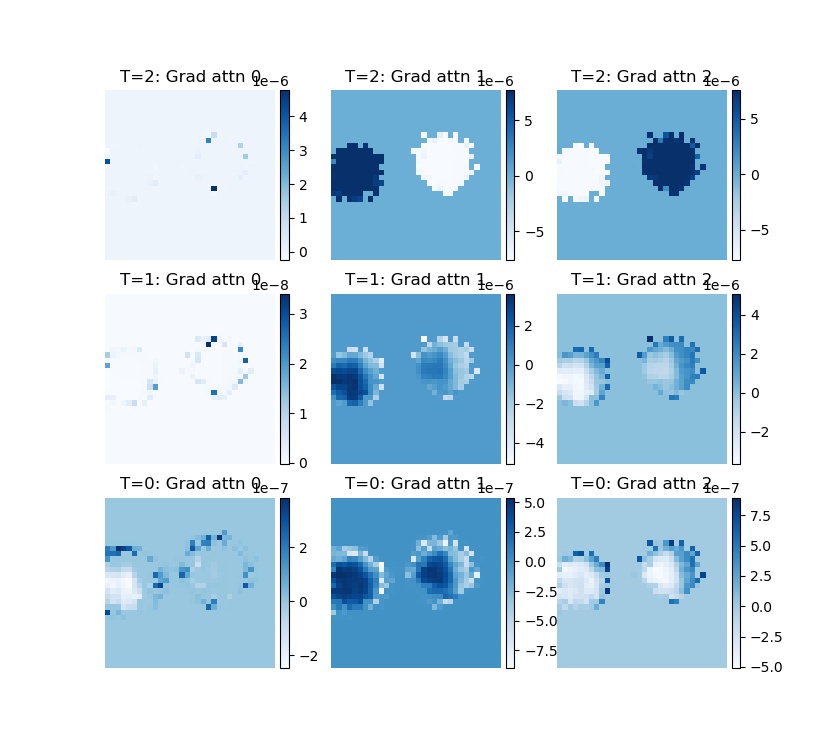 T=2: Grad attn 0
1e−6
T=2: Grad attn 1
1e−6
T=2: Grad attn 2
1e−6
4
3
2
1
0
5
0
−5
5
0
−5
T=1: Grad attn 0
1e−8
T=1: Grad attn 1
1e−6
T=1: Grad attn 2
1e−6
3
2
1
0
2
0
−2
−4
4
2
0
−2
T=0: Grad attn 0
1e−7
T=0: Grad attn 1
1e−7
T=0: Grad attn 2
1e−7
2
0
−2
5.0
2.5
0.0
−2.5
−5.0
−7.5
7.5
5.0
2.5
0.0
−2.5
−5.0